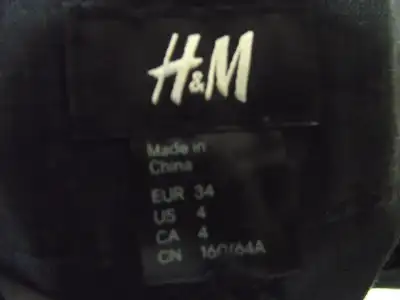 H&M
Made in
China
EUR 34
US 4
CA 4
CN 160/64A